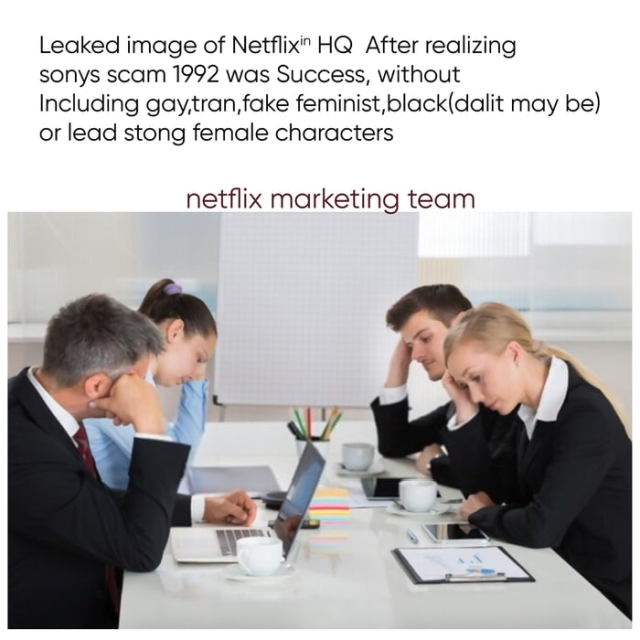 Leaked image of Netflixⁱⁿ HQ After realizing
sonys scam 1992 was Success, without
Including gay,tran,fake feminist,black(dalit may be)
or lead stong female characters
netflix marketing team